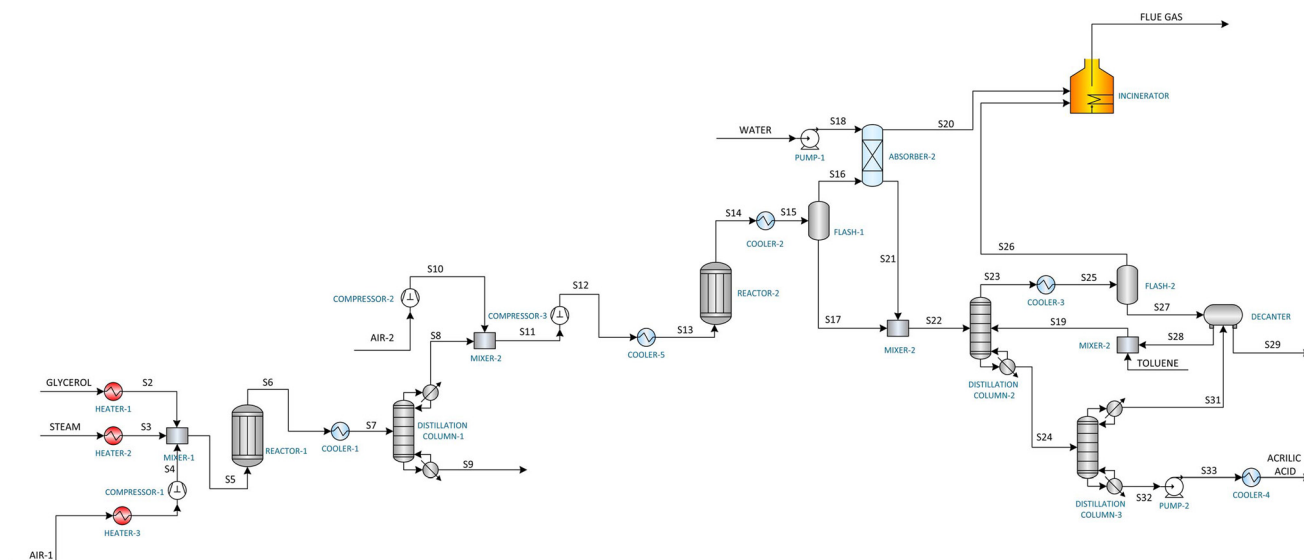 FLUE GAS
INCINERATOR
WATER
S18
S20
PUMP-1
ABSORBER-2
S16
S14
S15
FLASH-1
COOLER-2
S26
S10
S21
S12
S23
S25
FLASH-2
COMPRESSOR-2
REACTOR-2
COOLER-3
COMPRESSOR-3
S27
S8
S11
S13
S17
S22
S19
DECANTER
AIR-2
MIXER-2
COOLER-5
MIXER-2
MIXER-2
S28
S29
TOLUENE
GLYCEROL
S2
S6
DISTILLATION
COLUMN-2
HEATER-1
S31
STEAM
S3
S7
DISTILLATION
COLUMN-1
S24
HEATER-2
MIXER-1
REACTOR-1
COOLER-1
S4
S5
S9
ACRILIC
ACID
COMPRESSOR-1
S33
S32
COOLER-4
DISTILLATION
COLUMN-3
PUMP-2
HEATER-3
AIR-1